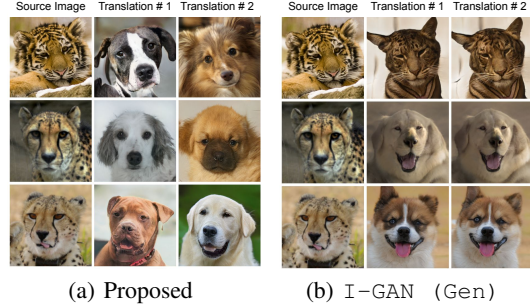 Source Image Translation # 1 Translation # 2 Source Image Translation # 1 Translation # 2
(a) Proposed (b) I-GAN (Gen)